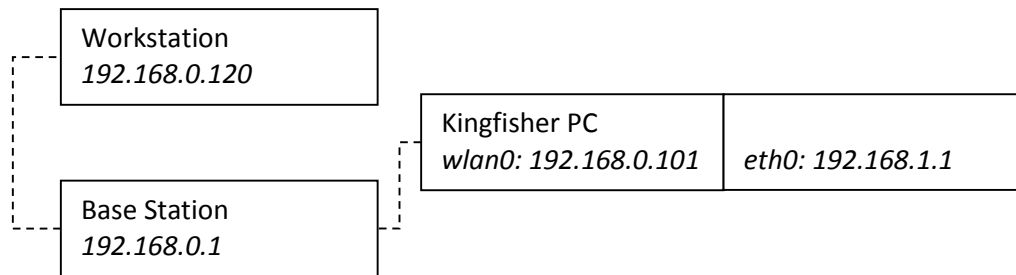 Workstation
192.168.0.120
Kingfisher PC
wlan0: 192.168.0.101
eth0: 192.168.1.1
Base Station
192.168.0.1